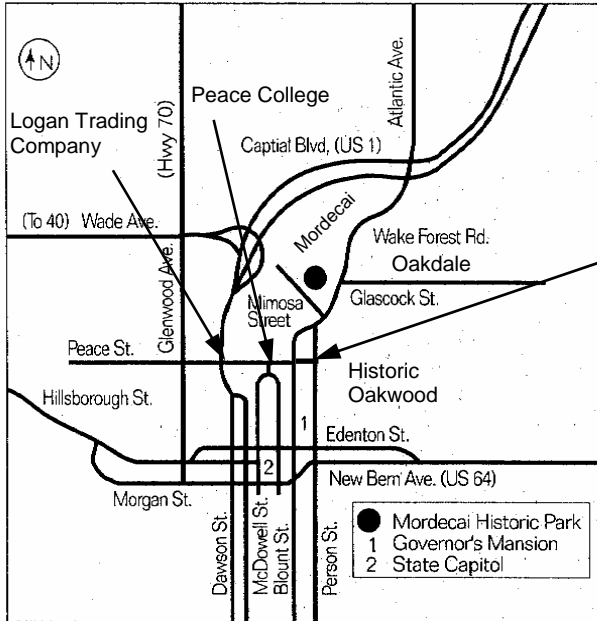 N
Peace College
Logan Trading
Company
(Hwy 70)
Captial Blvd, (US 1)
Atlantic Ave.
(To 40) Wade Ave.
Mordecai
Wake Forest Rd.
Oakdale
Glascock St.
Glenwood Ave.
Mimosa
Street
Peace St.
Historic
Oakwood
Hillsborough St.
1
Edenton St.
2
New Bern Ave. (US 64)
Morgan St.
Dawson St.
McDowell St.
Blount St.
Person St.
Mordecai Historic Park
1 Governor's Mansion
2 State Capitol